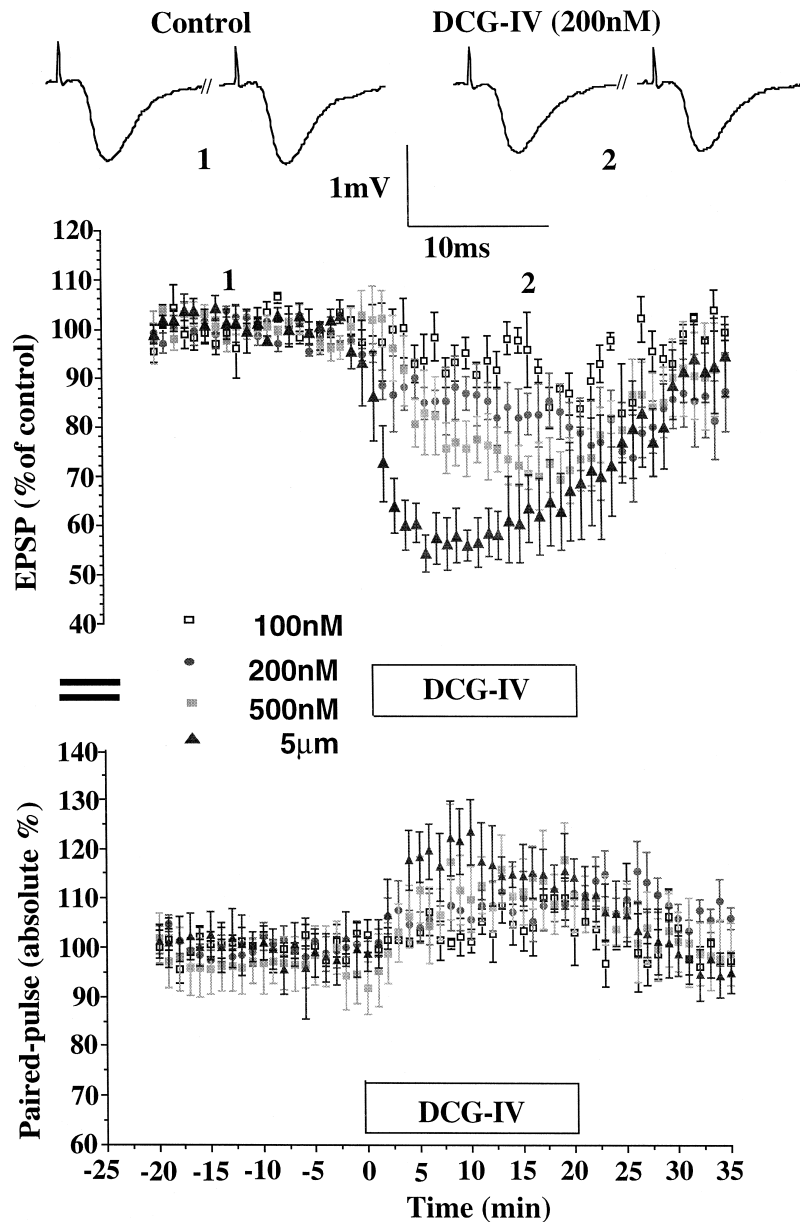 Control DCG-IV (200nM)
// //
1 2
1mV
10ms
120
110
100
90
80
70
60
50
40
EPSP (%of control)
1 2
100nM
200nM
500nM
5μm
DCG-IV
140
130
120
110
100
90
80
70
60
Paired-pulse (absolute %)
DCG-IV
-25 -20 -15 -10 -5 0 5 10 15 20 25 30 35
Time (min)